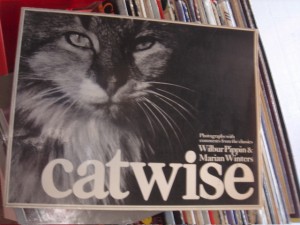 Photographs with
comments from the classics
Wilbur Pippin &
Marian Winters
catwise